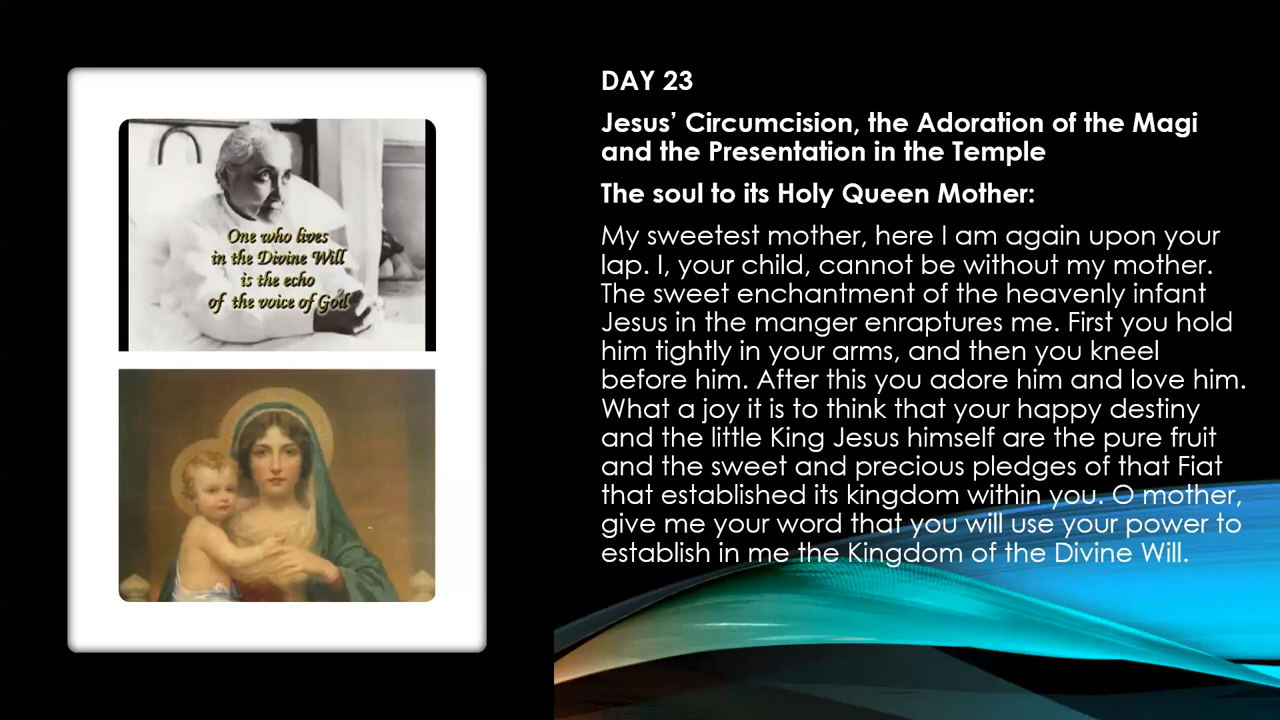 One who lives
in the Divine Will
is the echo
of the voice of God
DAY 23
Jesus’ Circumcision, the Adoration of the Magi
and the Presentation in the Temple
The soul to its Holy Queen Mother:
My sweetest mother, here I am again upon your
lap. I, your child, cannot be without my mother.
The sweet enchantment of the heavenly infant
Jesus in the manger enraptures me. First you hold
him tightly in your arms, and then you kneel
before him. After this you adore him and love him.
What a joy it is to think that your happy destiny
and the little King Jesus himself are the pure fruit
and the sweet and precious pledges of that Fiat
that established its kingdom within you. O mother,
give me your word that you will use your power to
establish in me the Kingdom of the Divine Will.